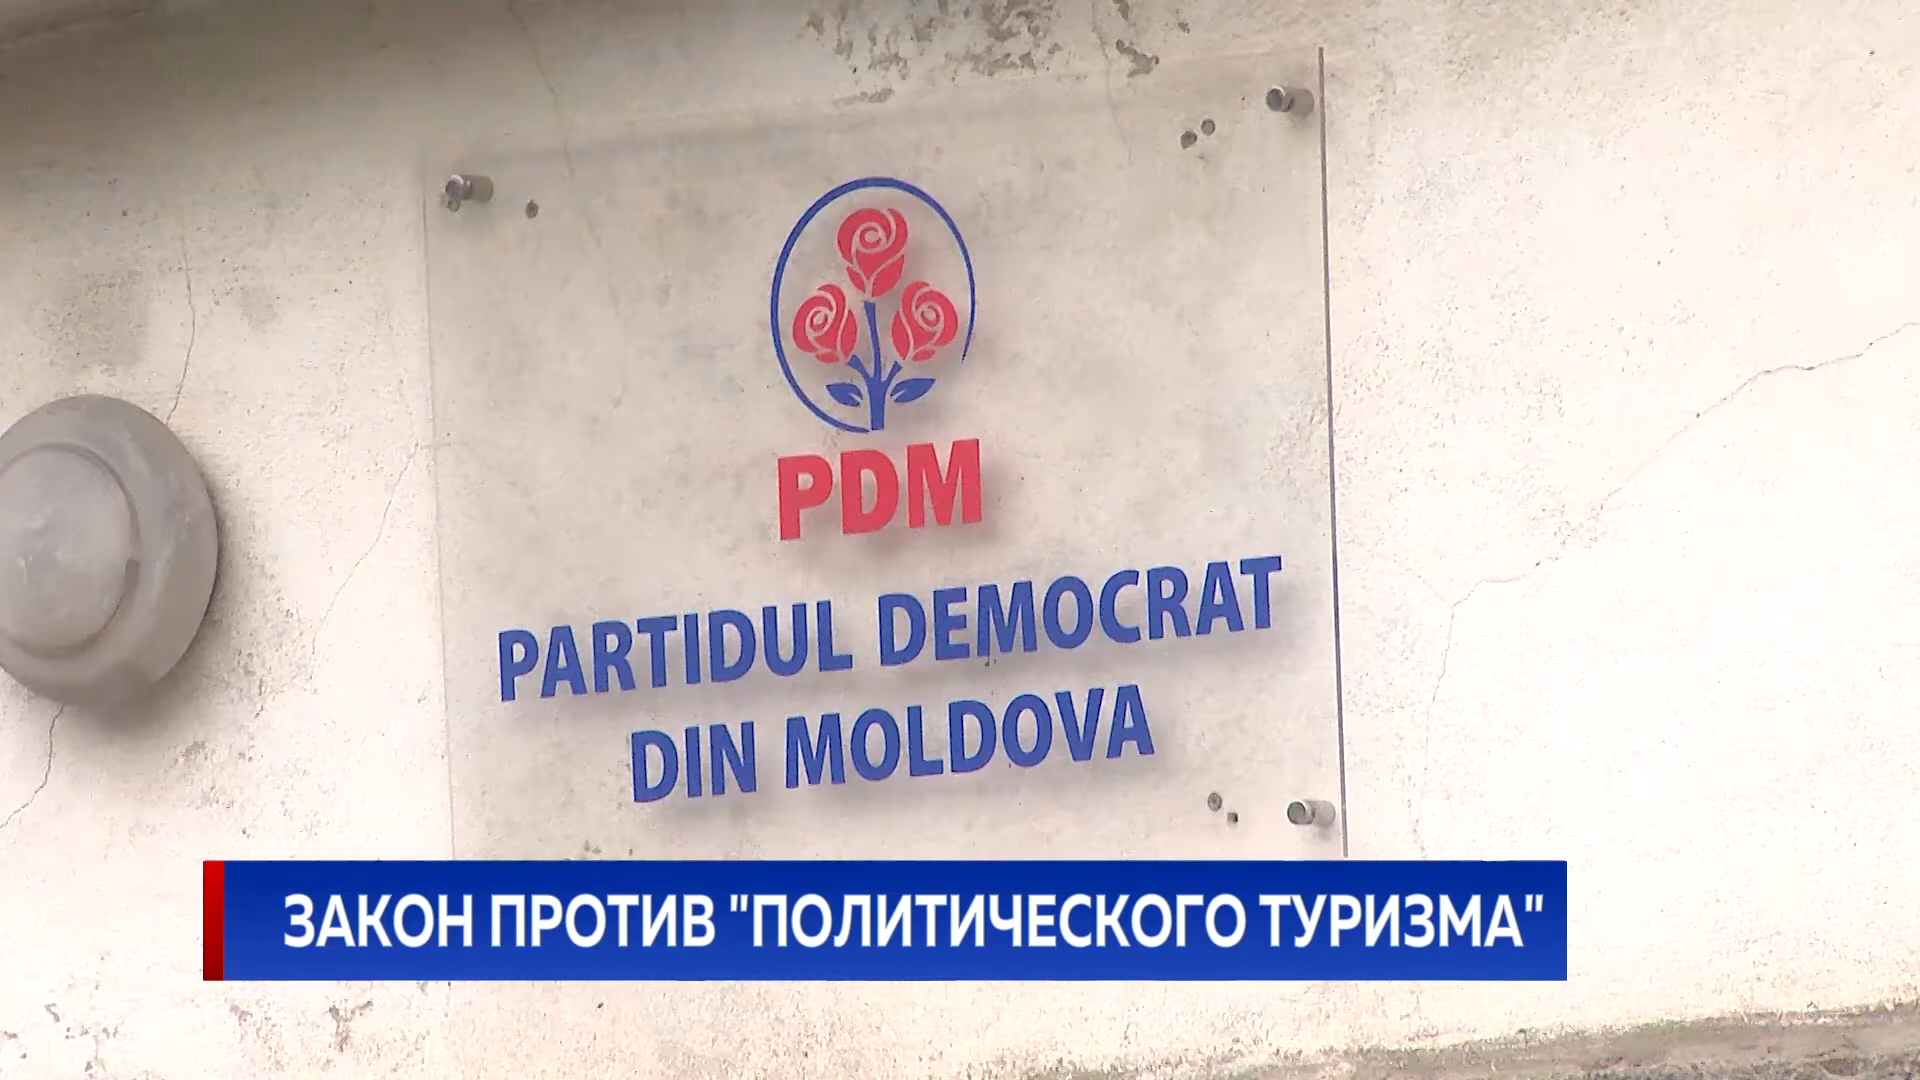 PDM
PARTIDUL DEMOCRAT
DIN MOLDOVA
ЗАКОН ПРОТИВ "ПОЛИТИЧЕСКОГО ТУРИЗМА"